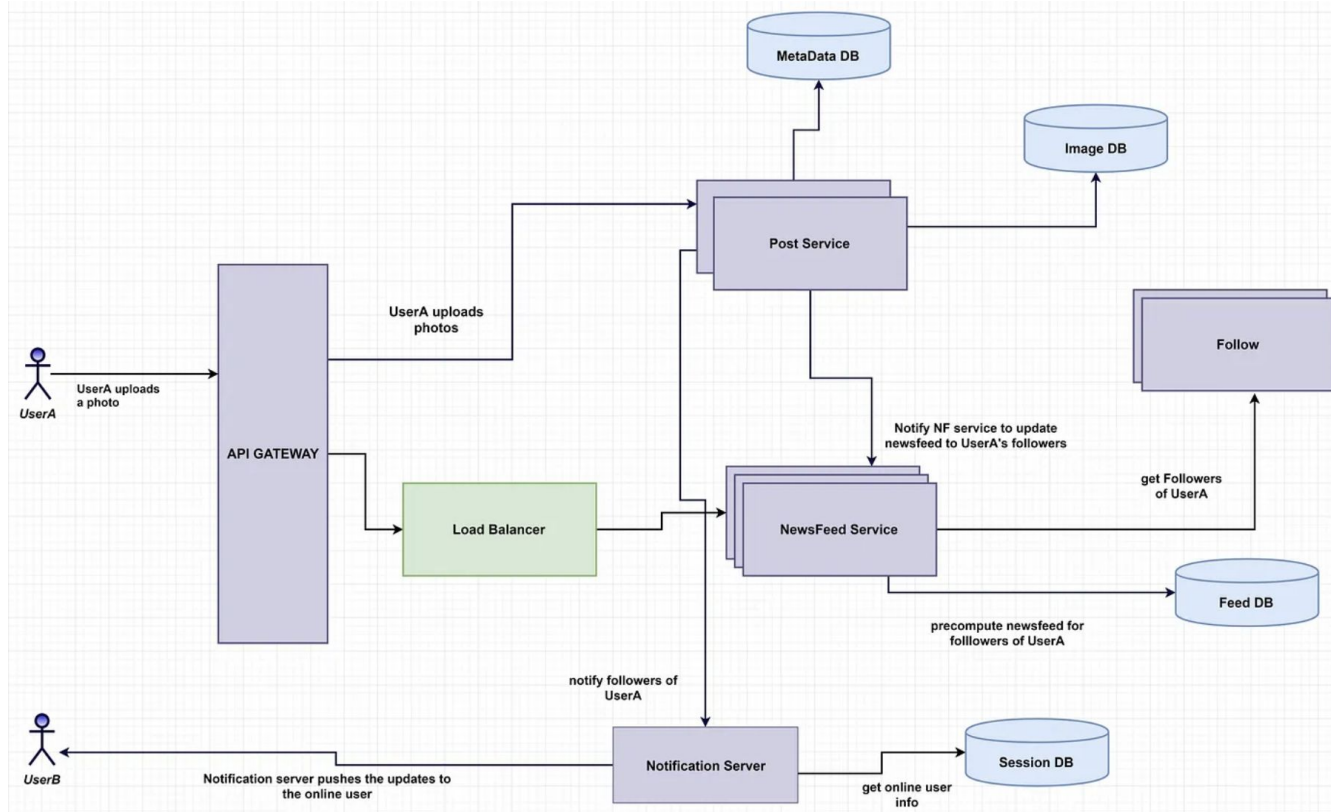 MetaData DB
Image DB
Post Service
UserA uploads
photos
Follow
UserA uploads
a photo
UserA
API GATEWAY
Notify NF service to update
newsfeed to UserA's followers
get Followers
of UserA
Load Balancer
NewsFeed Service
Feed DB
precompute newsfeed for
folllowers of UserA
notify followers of
UserA
UserB
Notification server pushes the updates to
the online user
Notification Server
Session DB
get online user
info